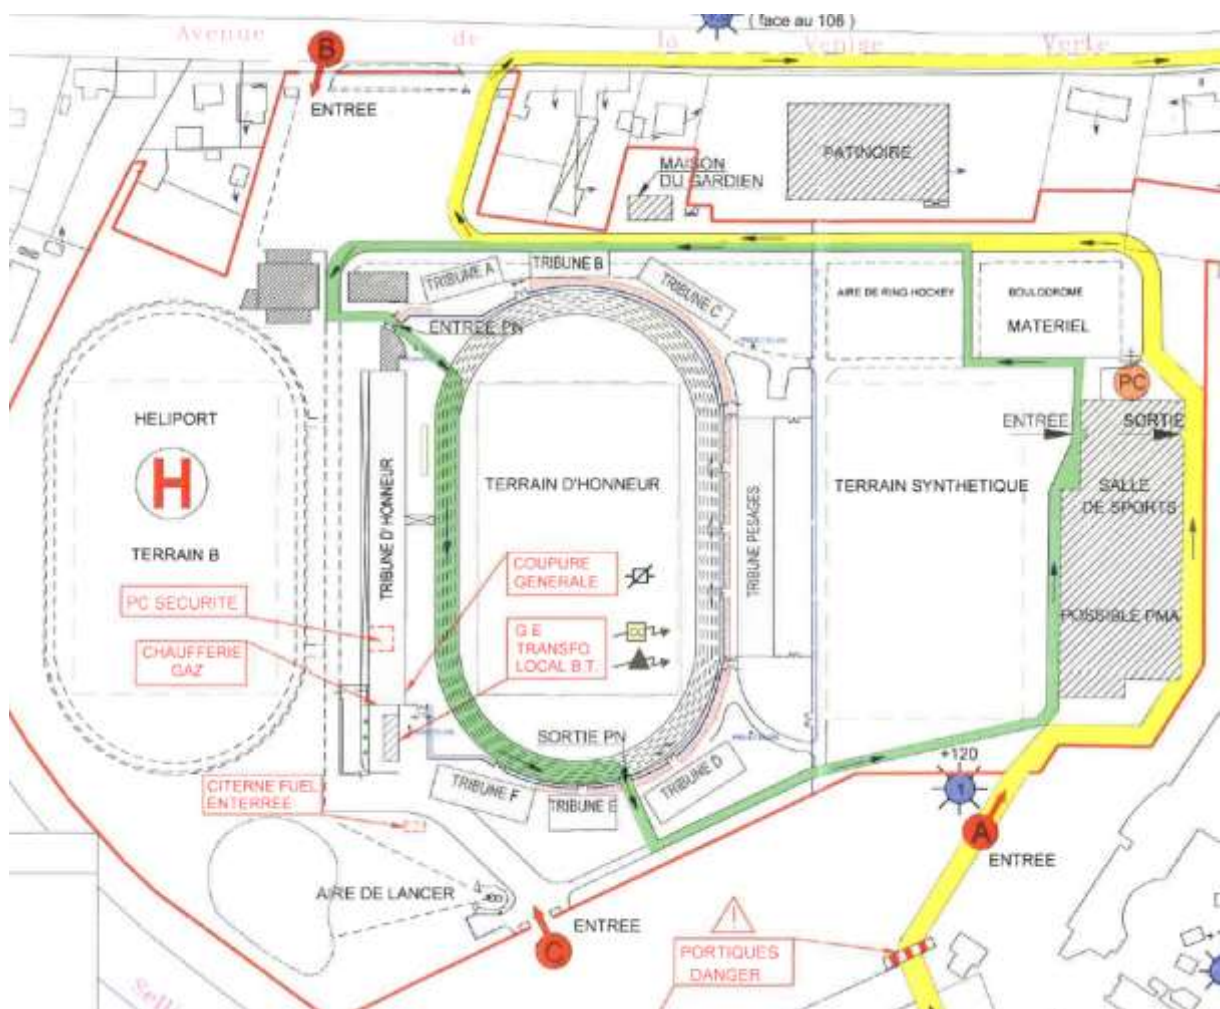 ( face au 106 )
Avenue de la Venise Verte
B
ENTREE
PATINOIRE
MAISON
DU GARDIEN
TRIBUNE A
TRIBUNE B
TRIBUNE C
AIRE DE RING HOCKEY
BOULODROME
MATERIEL
ENTREE PN
PC
HELIPORT
H
TERRAIN B
TRIBUNE D'HONNEUR
TERRAIN D'HONNEUR
TRIBUNE PESAGES
TERRAIN SYNTHETIQUE
ENTREE
SORTIE
SALLE
DE SPORTS
POSSIBLE PMA
COUPURE
GENERALE
PC SECURITE
G.E
TRANSFO.
LOCAL B.T.
CHAUFFERIE
GAZ
SORTIE PN
+120
1
CITERNE FUEL
ENTERREE
TRIBUNE F
TRIBUNE E
TRIBUNE D
A
ENTREE
AIRE DE LANCER
C
ENTREE
PORTIQUES
DANGER